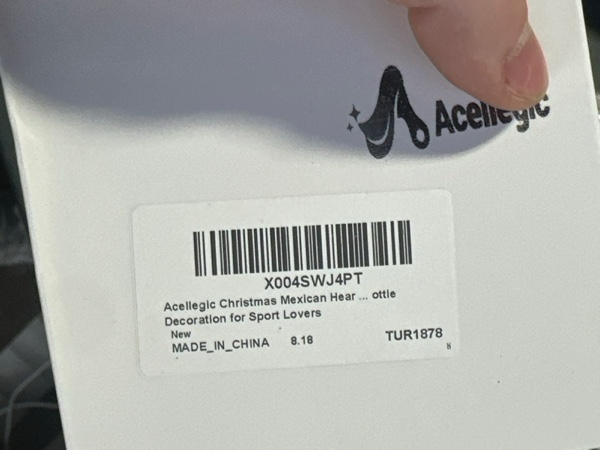 Acellegic
X004SWJ4PT
Acellegic Christmas Mexican Hear ... ottle
Decoration for Sport Lovers
New
MADE_IN_CHINA 8.18 TUR1878